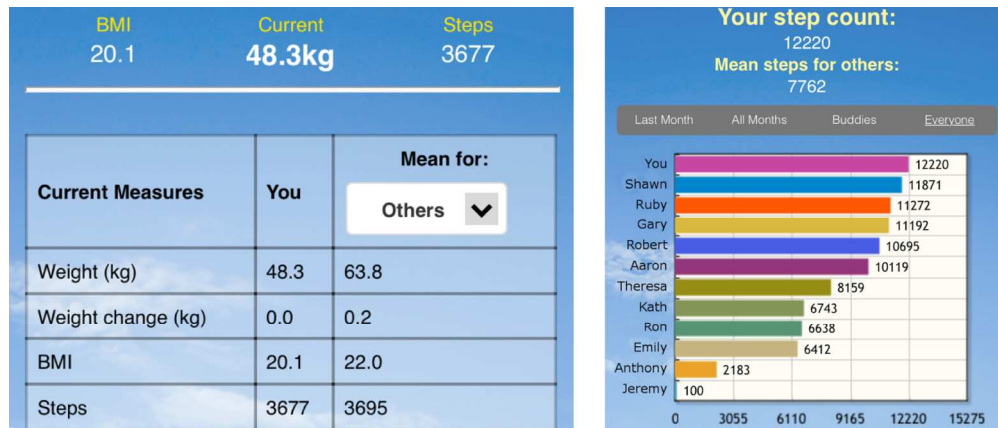 BMI Current Steps
20.1 48.3kg 3677
Current Measures You Mean for:
Others
Weight (kg) 48.3 63.8
Weight change (kg) 0.0 0.2
BMI 20.1 22.0
Steps 3677 3695
Your step count:
12220
Mean steps for others:
7762
Last Month All Months Buddies Everyone
You 12220
Shawn 11871
Ruby 11272
Gary 11192
Robert 10695
Aaron 10119
Theresa 8159
Kath 6743
Ron 6638
Emily 6412
Anthony 2183
Jeremy 100
0 3055 6110 9165 12220 15275